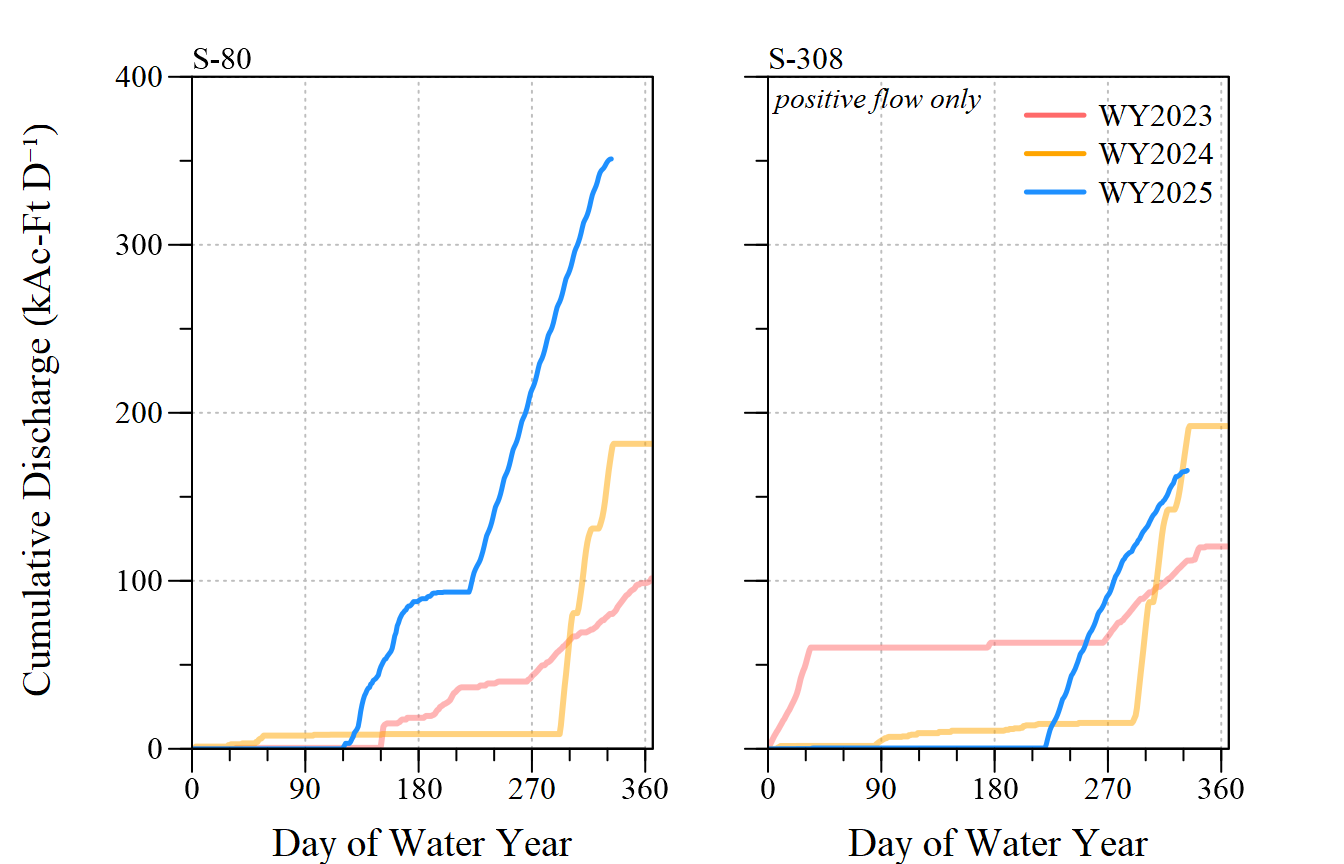 S-80
S-308
400
300
200
100
0
positive flow only
WY2023
WY2024
WY2025
0 90 180 270 360
0 90 180 270 360
Day of Water Year
Day of Water Year
Cumulative Discharge (kAc-Ft D⁻¹)